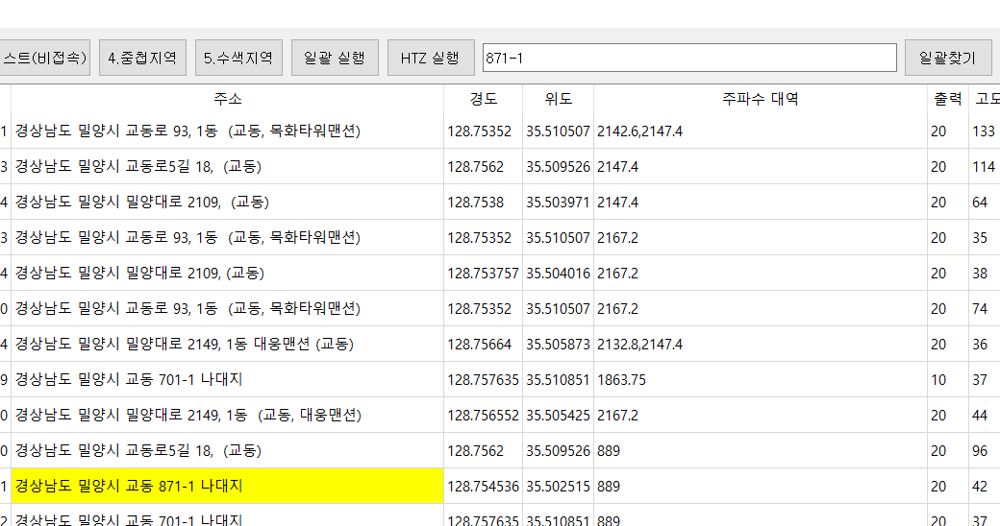 스트(비접속) 4.중첩지역 5.수색지역 일괄 실행 HTZ 실행 871-1 일괄찾기
주소 경도 위도 주파수 대역 출력 고도
1 경상남도 밀양시 교동로 93, 1동 (교동, 목화타워맨션) 128.75352 35.510507 2142.6,2147.4 20 133
3 경상남도 밀양시 교동로5길 18, (교동) 128.7562 35.509526 2147.4 20 114
4 경상남도 밀양시 밀양대로 2109, (교동) 128.7538 35.503971 2147.4 20 64
3 경상남도 밀양시 교동로 93, 1동 (교동, 목화타워맨션) 128.75352 35.510507 2167.2 20 35
4 경상남도 밀양시 밀양대로 2109, (교동) 128.753757 35.504016 2167.2 20 38
0 경상남도 밀양시 교동로 93, 1동 (교동, 목화타워맨션) 128.75352 35.510507 2167.2 20 74
4 경상남도 밀양시 밀양대로 2149, 1동 대웅맨션 (교동) 128.75664 35.505873 2132.8,2147.4 20 36
9 경상남도 밀양시 교동 701-1 나대지 128.757635 35.510851 1863.75 10 37
0 경상남도 밀양시 밀양대로 2149, 1동 (교동, 대웅맨션) 128.756552 35.505425 2167.2 20 44
0 경상남도 밀양시 교동로5길 18, (교동) 128.7562 35.509526 889 20 96
1 경상남도 밀양시 교동 871-1 나대지 128.754536 35.502515 889 20 42
2 경상남도 밀양시 교동 701-1 나대지 128.757635 35.510851 889 20 37